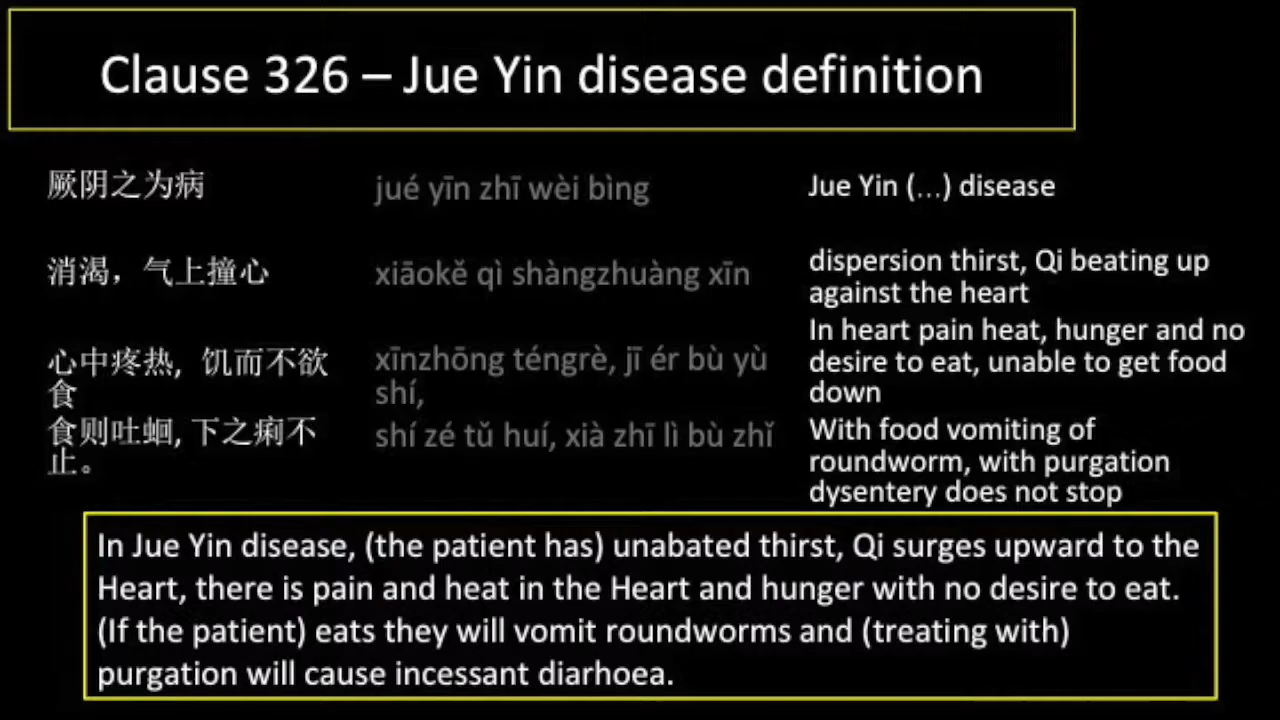 Clause 326 – Jue Yin disease definition
厥阴之为病
jué yīn zhī wèi bìng
Jue Yin (...) disease
消渴，气上撞心
xiāokě qì shàngzhuàng xīn
dispersion thirst, Qi beating up
against the heart
心中疼热, 饥而不欲
食
xīnzhōng téngrè, jī ér bù yù
shí,
In heart pain heat, hunger and no
desire to eat, unable to get food
down
食则吐蛔, 下之痢不
止。
shí zé tǔ huí, xià zhī lì bù zhǐ
With food vomiting of
roundworm, with purgation
dysentery does not stop
In Jue Yin disease, (the patient has) unabated thirst, Qi surges upward to the
Heart, there is pain and heat in the Heart and hunger with no desire to eat.
(If the patient) eats they will vomit roundworms and (treating with)
purgation will cause incessant diarhoea.